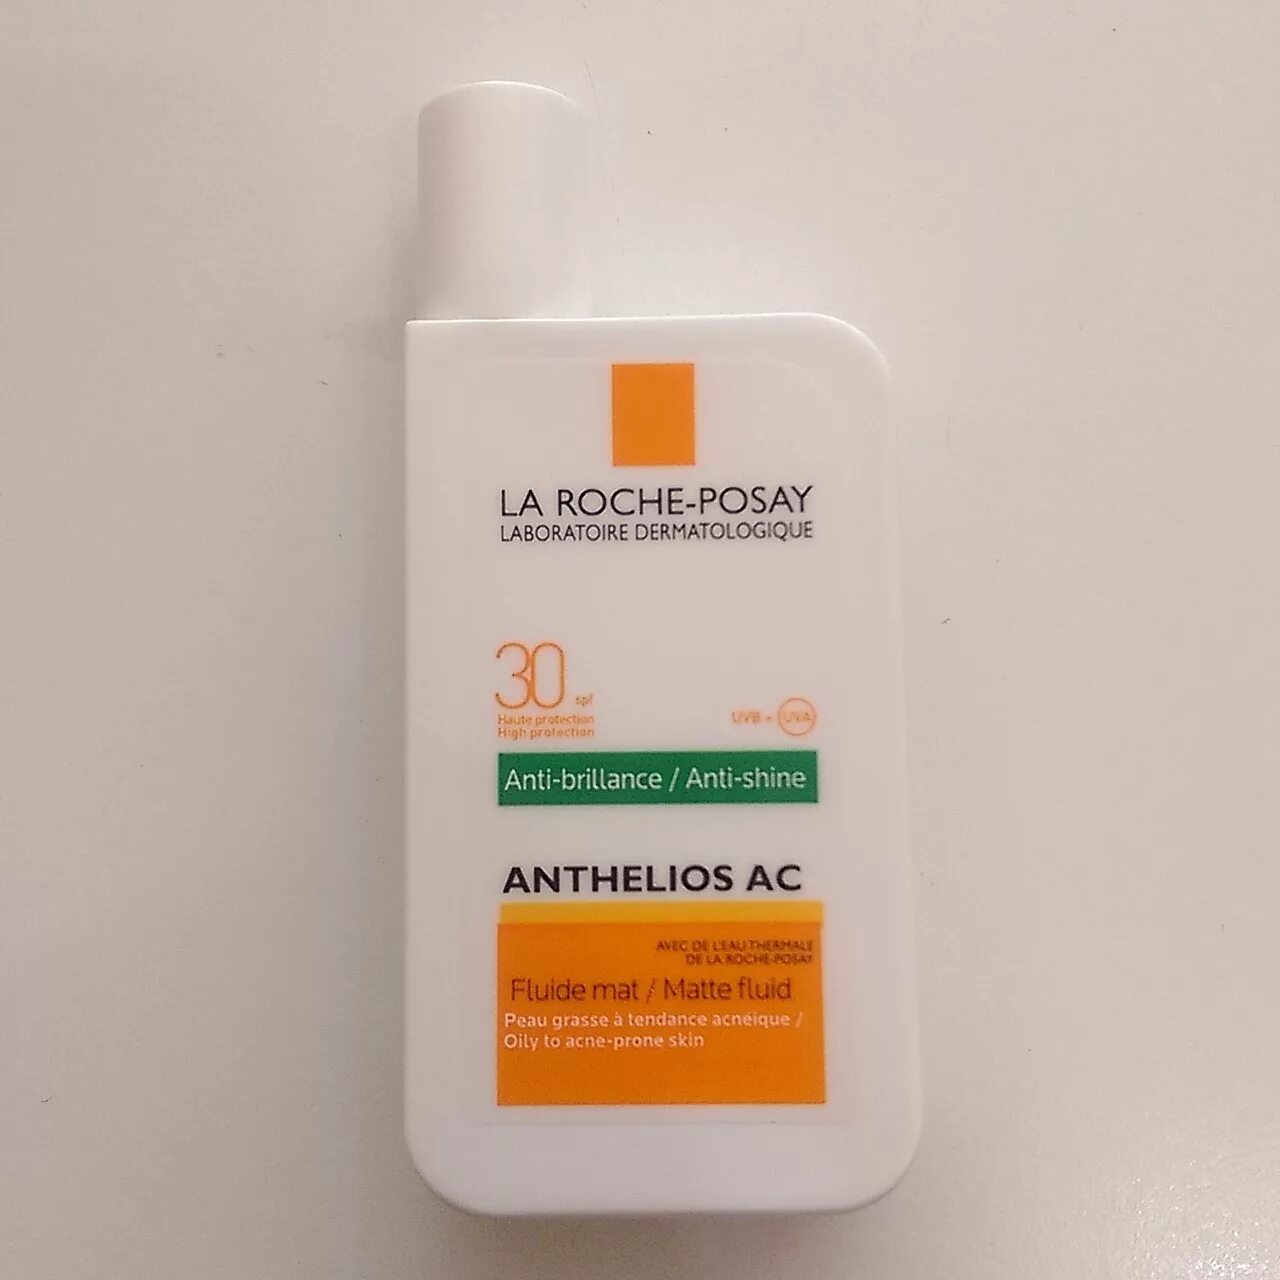 LA ROCHE-POSAY
LABORATOIRE DERMATOLOGIQUE
30 spf
Haute protection
High protection
UVB - UVA
Anti-brillance / Anti-shine
ANTHELIOS AC
AVEC DE L'EAU THERMALE
DE LA ROCHE-POSAY
Fluide mat / Matte fluid
Peau grasse à tendance acnéique /
Oily to acne-prone skin